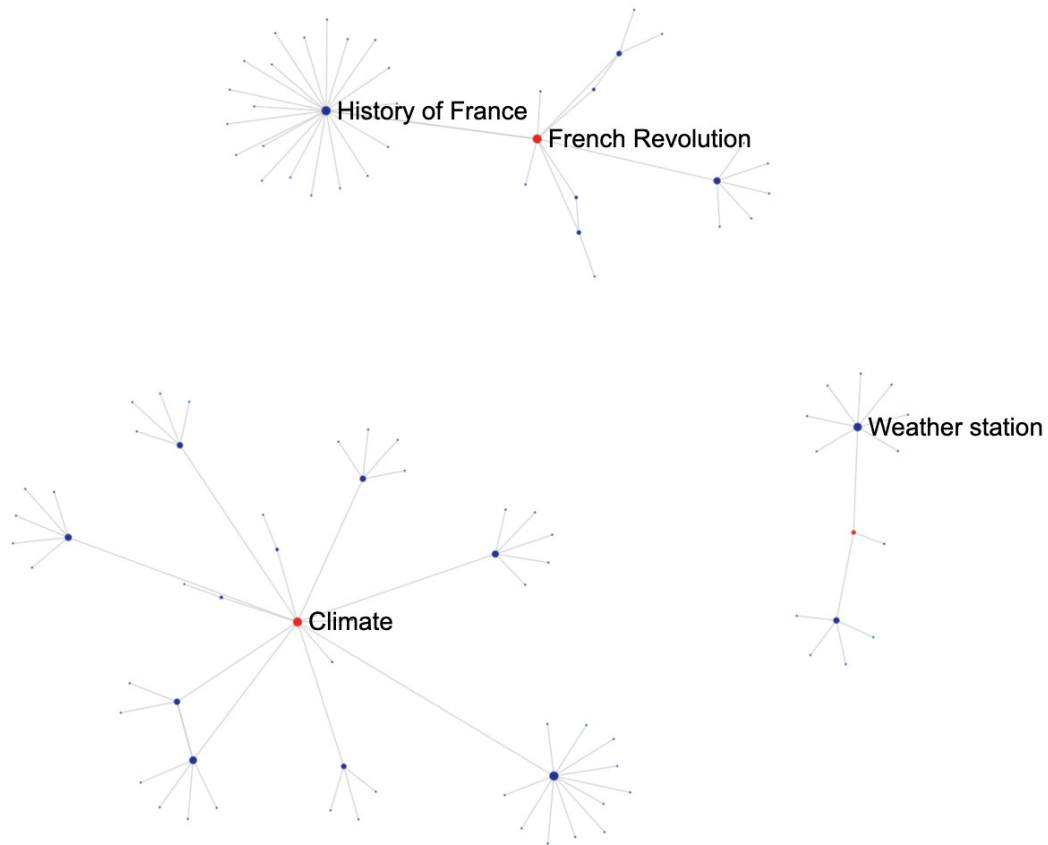 History of France
French Revolution
Weather station
Climate